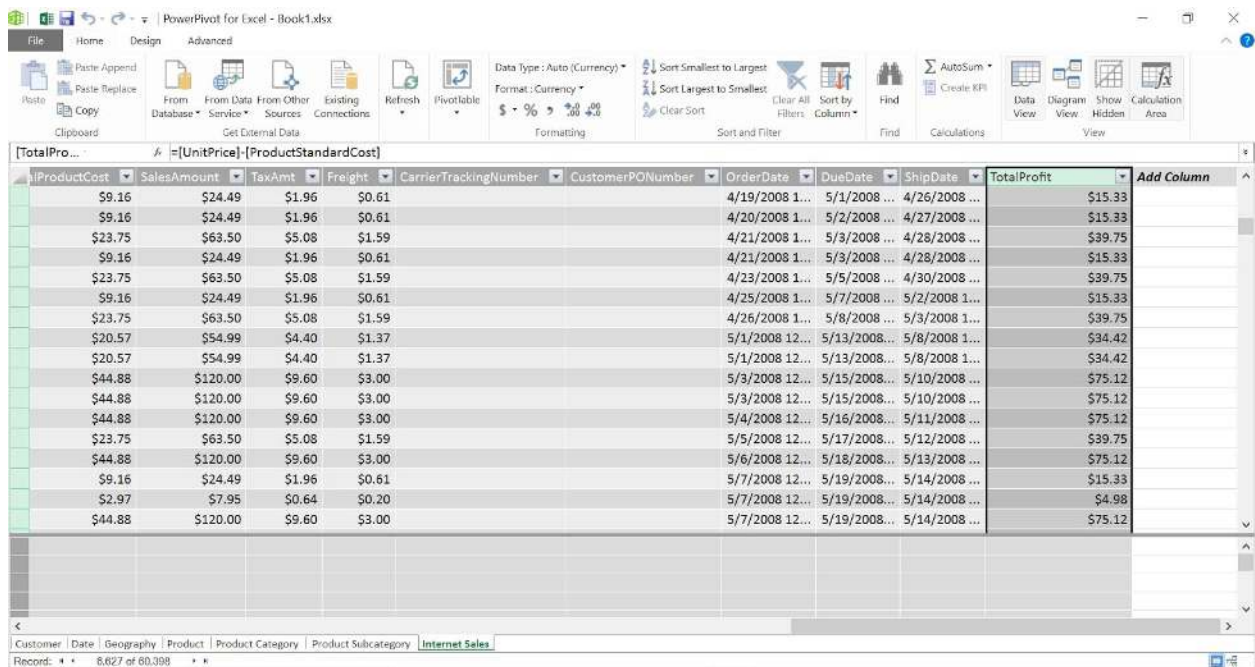 PowerPivot for Excel - Book1.xlsx
File Home Design Advanced
Paste
Paste Append
Paste Replace
Copy
Clipboard
From Database
From Data Service
From Other Sources
Existing Connections
Get External Data
Refresh
PivotTable
Data Type : Auto (Currency)
Format : Currency
$ % , .00 .00
Formatting
Sort Smallest to Largest
Sort Largest to Smallest
Clear Sort
Clear All Filters
Sort by Column
Sort and Filter
Find
Find
AutoSum
Create KPI
Calculations
Data View
Diagram View
Show Hidden
Calculation Area
View
[TotalPro... fx =[UnitPrice]-[ProductStandardCost]
alProductCost SalesAmount TaxAmt Freight CarrierTrackingNumber CustomerPONumber OrderDate DueDate ShipDate TotalProfit Add Column
$9.16 $24.49 $1.96 $0.61 4/19/2008 1... 5/1/2008 ... 4/26/2008 ... $15.33
$9.16 $24.49 $1.96 $0.61 4/20/2008 1... 5/2/2008 ... 4/27/2008 ... $15.33
$23.75 $63.50 $5.08 $1.59 4/21/2008 1... 5/3/2008 ... 4/28/2008 ... $39.75
$9.16 $24.49 $1.96 $0.61 4/21/2008 1... 5/3/2008 ... 4/28/2008 ... $15.33
$23.75 $63.50 $5.08 $1.59 4/23/2008 1... 5/5/2008 ... 4/30/2008 ... $39.75
$9.16 $24.49 $1.96 $0.61 4/25/2008 1... 5/7/2008 ... 5/2/2008 1... $15.33
$23.75 $63.50 $5.08 $1.59 4/26/2008 1... 5/8/2008 ... 5/3/2008 1... $39.75
$20.57 $54.99 $4.40 $1.37 5/1/2008 12... 5/13/2008... 5/8/2008 1... $34.42
$20.57 $54.99 $4.40 $1.37 5/1/2008 12... 5/13/2008... 5/8/2008 1... $34.42
$44.88 $120.00 $9.60 $3.00 5/3/2008 12... 5/15/2008... 5/10/2008 ... $75.12
$44.88 $120.00 $9.60 $3.00 5/3/2008 12... 5/15/2008... 5/10/2008 ... $75.12
$44.88 $120.00 $9.60 $3.00 5/4/2008 12... 5/16/2008... 5/11/2008 ... $75.12
$23.75 $63.50 $5.08 $1.59 5/5/2008 12... 5/17/2008... 5/12/2008 ... $39.75
$44.88 $120.00 $9.60 $3.00 5/6/2008 12... 5/18/2008... 5/13/2008 ... $75.12
$9.16 $24.49 $1.96 $0.61 5/7/2008 12... 5/19/2008... 5/14/2008 ... $15.33
$2.97 $7.95 $0.64 $0.20 5/7/2008 12... 5/19/2008... 5/14/2008 ... $4.98
$44.88 $120.00 $9.60 $3.00 5/7/2008 12... 5/19/2008... 5/14/2008 ... $75.12
Customer Date Geography Product Product Category Product Subcategory Internet Sales
Record: 8,627 of 60,398